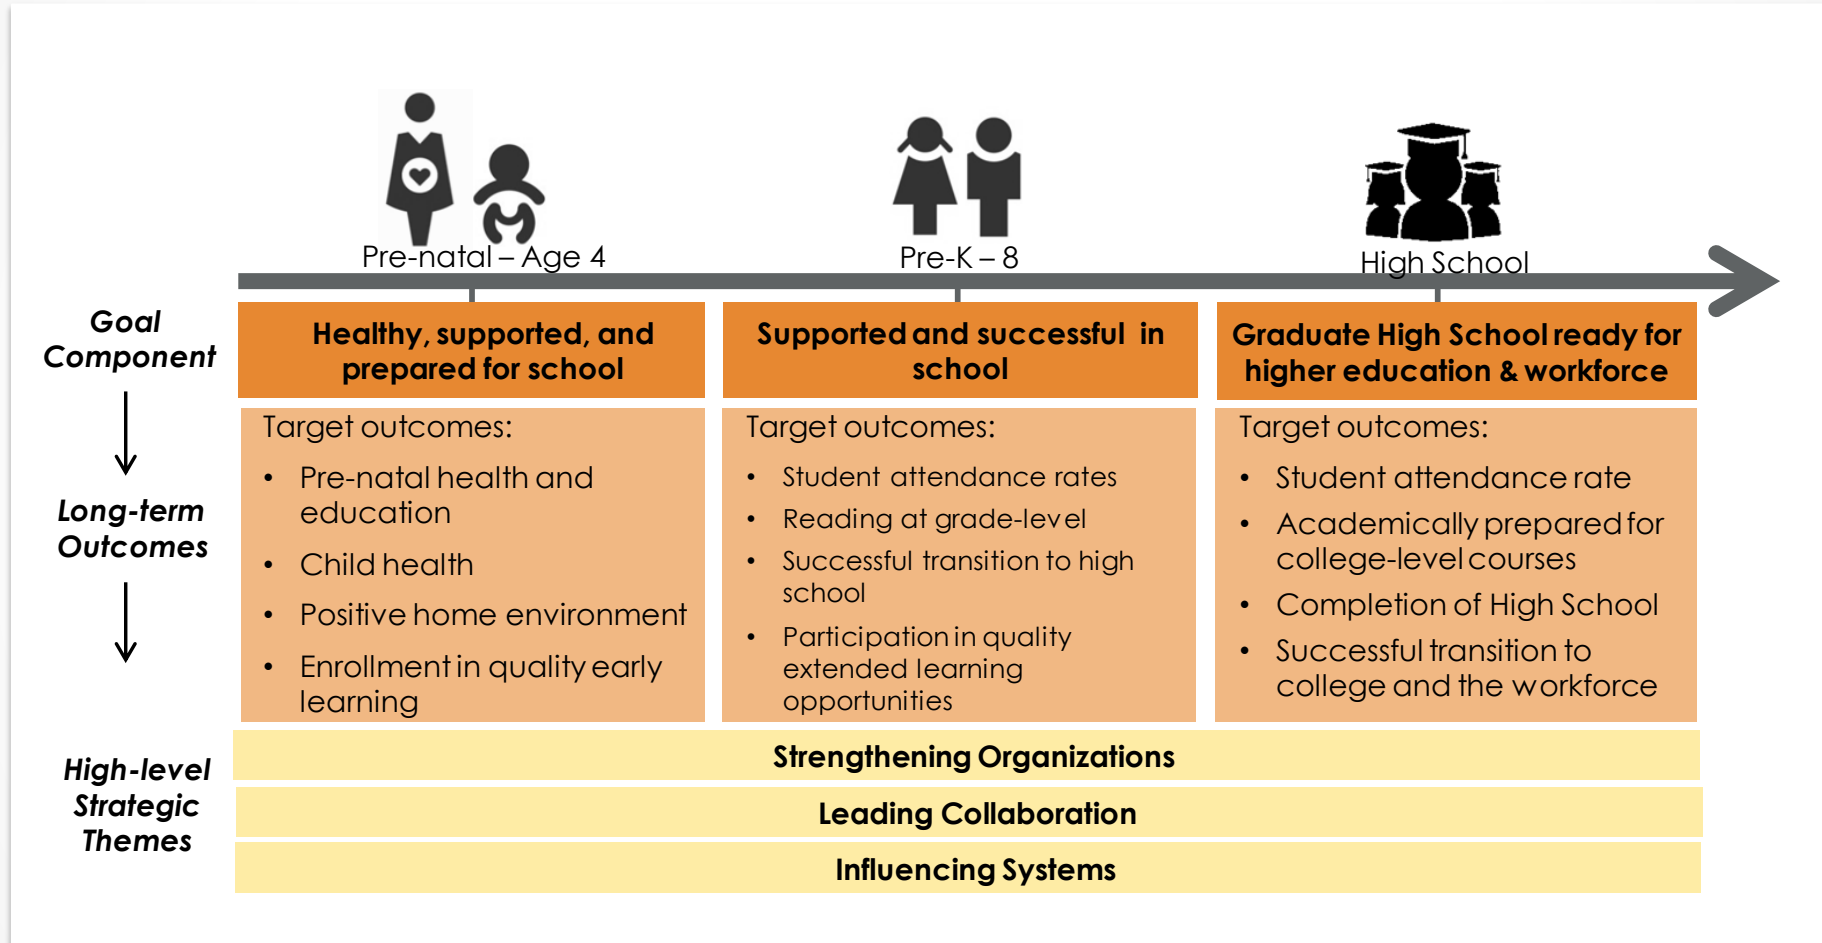 Pre-natal – Age 4
Pre-K – 8
High School
Goal
Component
Healthy, supported, and
prepared for school
Supported and successful in
school
Graduate High School ready for
higher education & workforce
Long-term
Outcomes
Target outcomes:
• Pre-natal health and
education
• Child health
• Positive home environment
• Enrollment in quality early
learning
Target outcomes:
• Student attendance rates
• Reading at grade-level
• Successful transition to high
school
• Participation in quality
extended learning
opportunities
Target outcomes:
• Student attendance rate
• Academically prepared for
college-level courses
• Completion of High School
• Successful transition to
college and the workforce
High-level
Strategic
Themes
Strengthening Organizations
Leading Collaboration
Influencing Systems